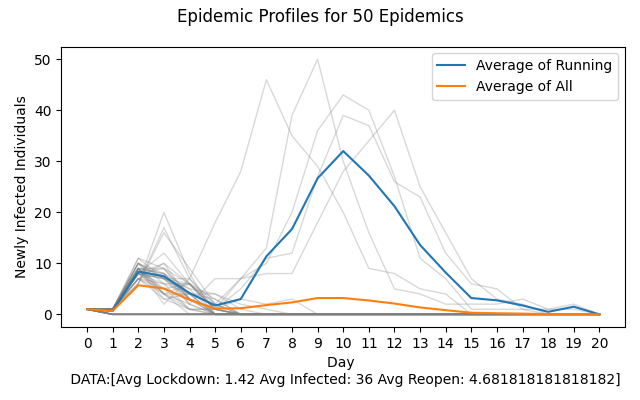 Epidemic Profiles for 50 Epidemics
Average of Running
Average of All
Newly Infected Individuals
50
40
30
20
10
0
0 1 2 3 4 5 6 7 8 9 10 11 12 13 14 15 16 17 18 19 20
Day
DATA:[Avg Lockdown: 1.42 Avg Infected: 36 Avg Reopen: 4.681818181818182]